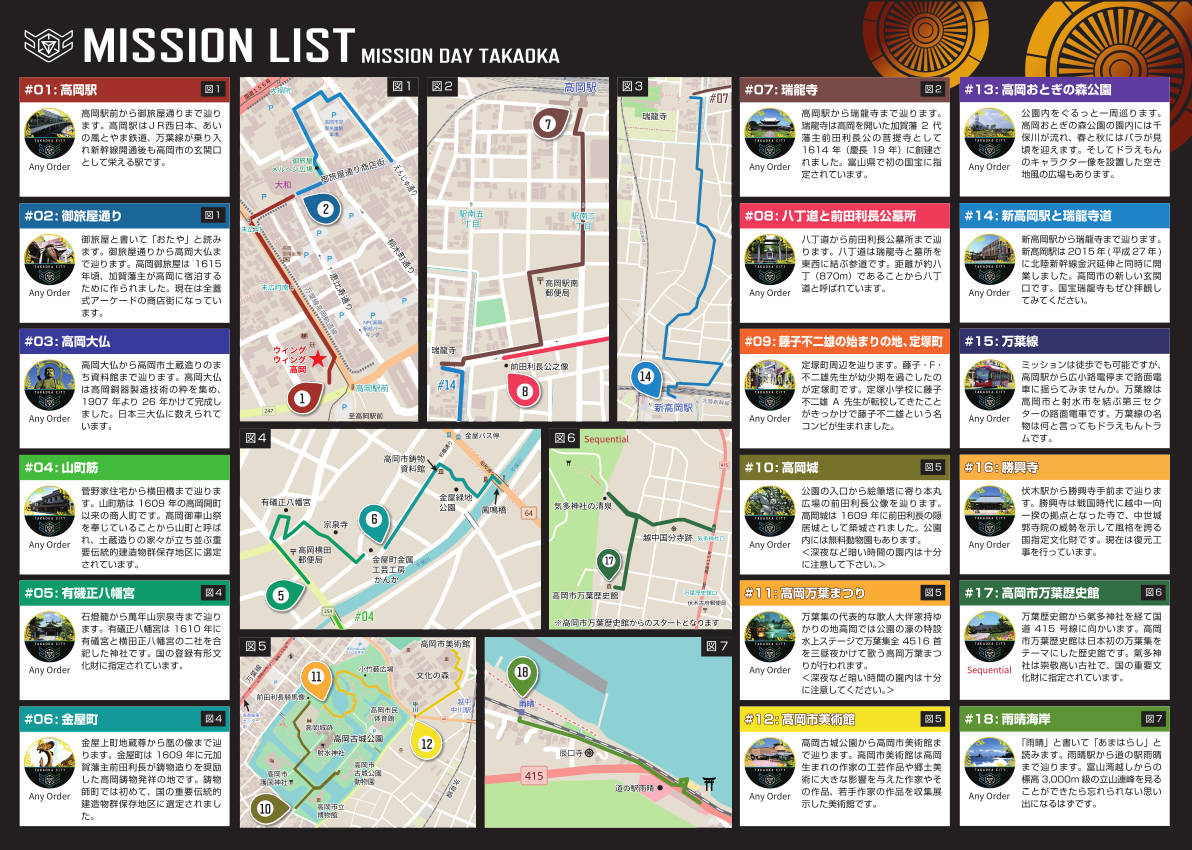 MISSION LIST MISSION DAY TAKAOKA
#01: 高岡駅 図1
高岡駅前から御旅屋通りまで辿り
ます。高岡駅はJR西日本、あい
の風とやま鉄道、万葉線が乗り入
れ新幹線開通後も高岡市の玄関口
として栄える駅です。
Any Order
#02: 御旅屋通り 図1
御旅屋と書いて「おたや」と読み
ます。御旅屋通りから高岡大仏ま
で辿ります。高岡御旅屋は 1615
年頃、加賀藩主が高岡に宿泊する
ために作られました。現在は全蓋
式アーケードの商店街になってい
ます。
Any Order
#03: 高岡大仏
高岡大仏から高岡市土蔵造りのま
ち資料館まで辿ります。高岡大仏
は高岡銅器製造技術の粋を集め、
1907 年より 26 年かけて完成し
ました。日本三大仏に数えられて
います。
Any Order
#04: 山町筋
菅野家住宅から横田橋まで辿りま
す。山町筋は 1609 年の高岡開町
以来の商人町です。高岡御車山祭
を奉じていることから山町と呼ば
れ、土蔵造りの家々が立ち並ぶ重
要伝統的建造物群保存地区に選定
されています。
Any Order
#05: 有磯正八幡宮 図4
石燈籠から萬年山宗泉寺まで辿り
ます。有磯正八幡宮は 1610 年に
有磯宮と横田正八幡宮の二社を合
祀した神社です。国の登録有形文
化財に指定されています。
Any Order
#06: 金屋町 図4
金屋上町地蔵尊から凰の像まで辿
ります。金屋町は 1609 年に元加
賀藩主前田利長が鋳物造りを奨励
した高岡鋳物発祥の地です。鋳物
師町では初めて、国の重要伝統的
建造物群保存地区に選定されまし
た。
Any Order
図1
大福院
御旅屋
メルヘン広場
御旅屋通り商店街
えんじゅ通り
大和
2
末広町
桐木町通り
恵比寿通り
万葉線高岡軌道線
ウィング
ウィング
高岡
1
高岡駅前
247
至高岡駅前
図2
高岡駅
7
駅南五
丁目
駅南三
丁目
高岡駅南
郵便局
瑞龍寺
前田利長公之像
#14
8
図3
#07
瑞龍寺
14
新高岡駅
図4
金屋バス停
高岡市鋳物
資料館
金屋緑地
公園
鳳鳴橋
64
有磯正八幡宮
宗泉寺
6
高岡横田
郵便局
金屋町金属
工芸工房
かんか
5
254
#04
図6
Sequential
気多神社の清泉
越中国分寺跡
17
高岡市万葉歴史館
伏木古府郵便局
415
※高岡市万葉歴史館からのスタートとなります
図5
高岡市美術館
万葉線
11
小竹藪広場
文化の森
前田利長騎馬像
高岡市民
体育館
越中
中川駅
高岡城跡
高岡古城公園
射水神社
12
高岡市
護国神社
高岡市
古城公園
動物園
10
高岡市立
博物館
氷見線
図7
18
雨晴
辰口寺
415
道の駅雨晴
#07: 瑞龍寺 図2
高岡駅から瑞龍寺まで辿ります。
瑞龍寺は高岡を開いた加賀藩 2 代
藩主前田利長公の菩提寺として
1614 年（慶長 19 年）に創建さ
れました。富山県で初の国宝に指
定されています。
Any Order
#08: 八丁道と前田利長公墓所
八丁道から前田利長公墓所まで辿
ります。八丁道は瑞龍寺と墓所を
東西に結ぶ参道です。距離が約八
丁（870m）であることから八丁
道と呼ばれています。
Any Order
#09: 藤子不二雄の始まりの地、定塚町
定塚町周辺を辿ります。藤子・F・
不二雄先生が幼少期を過ごしたの
が定塚町です。定塚小学校に藤子
不二雄 A 先生が転校してきたこと
がきっかけで藤子不二雄という名
コンビが生まれました。
Any Order
#10: 高岡城 図5
公園の入口から絵筆塔に寄り本丸
広場の前田利長公像を辿ります。
高岡城は 1609 年に前田利長の隠
居城として築城されました。公園
内には無料動物園もあります。
＜深夜など暗い時間の園内は十分
に注意して下さい。＞
Any Order
#11: 高岡万葉まつり 図5
万葉集の代表的な歌人大伴家持ゆ
かりの地高岡では公園の濠の特設
水上ステージで万葉集全 4516 首
を三昼夜かけて歌う高岡万葉まつ
りが行われます。
＜深夜など暗い時間の園内は十分
に注意してください。＞
Any Order
#12: 高岡市美術館 図5
高岡古城公園から高岡市美術館ま
で辿ります。高岡市美術館は高岡
生まれの作家の工芸作品や郷土美
術に大きな影響を与えた作家やそ
の作品、若手作家の作品を収集展
示した美術館です。
Any Order
#13: 高岡おとぎの森公園
公園内をぐるっと一周巡ります。
高岡おとぎの森公園の園内には千
保川が流れ、春と秋にはバラが見
頃を迎えます。そしてドラえもん
のキャラクター像を設置した空き
地風の広場もあります。
Any Order
#14: 新高岡駅と瑞龍寺道
新高岡駅から瑞龍寺まで辿ります。
新高岡駅は 2015 年（平成 27 年）
に北陸新幹線金沢延伸と同時に開
業しました。高岡市の新しい玄関
口です。国宝瑞龍寺もぜひ拝観し
てみてください。
Any Order
#15: 万葉線
ミッションは徒歩でも可能ですが、
高岡駅から広小路電停まで路面電
車に揺られてみませんか。万葉線は
高岡市と射水市を結ぶ第三セク
ターの路面電車です。万葉線の名
物は何と言ってもドラえもんトラ
ムです。
Any Order
#16: 勝興寺
伏木駅から勝興寺手前まで辿りま
す。勝興寺は戦国時代に越中一向
一揆の拠点となった寺で、中世城
郭寺院の威勢を示して風格を誇る
国指定文化財です。現在は復元工
事を行っています。
Any Order
#17: 高岡市万葉歴史館 図6
万葉歴史館から氣多神社を経て国
道 415 号線に向かいます。高岡
市万葉歴史館は日本初の万葉集を
テーマにした歴史館です。氣多神
社は崇敬高い古社で、国の重要文
化財に指定されています。
Sequential
#18: 雨晴海岸 図7
「雨晴」と書いて「あまはらし」と
読みます。雨晴駅から道の駅雨晴
まで辿ります。富山湾越しからの
標高 3,000m 級の立山連峰を見る
ことができたら忘れられない思い
出になるはずです。
Any Order